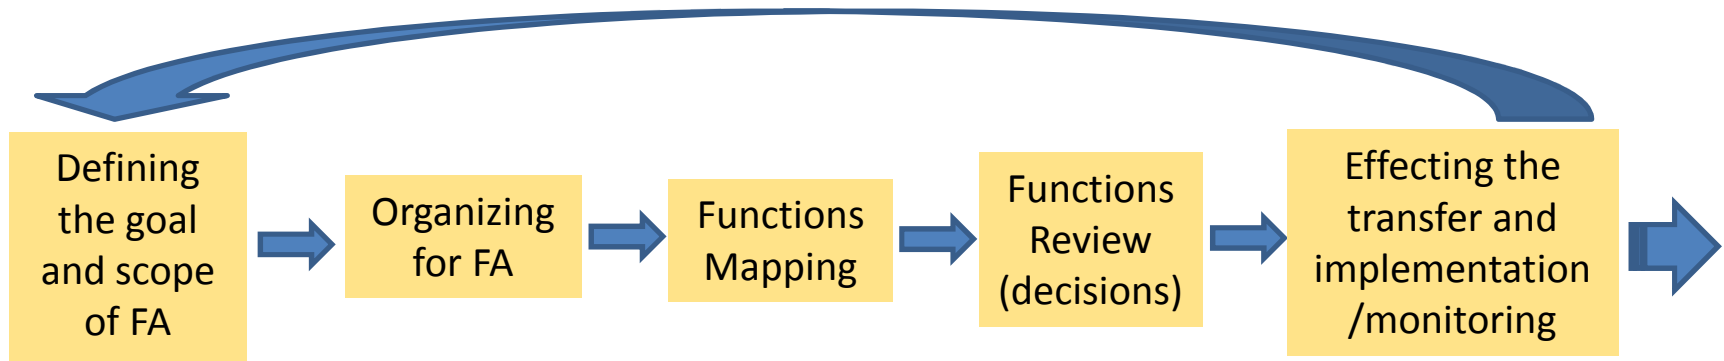 Defining
the goal
and scope
of FA
Organizing
for FA
Functions
Mapping
Functions
Review
(decisions)
Effecting the
transfer and
implementation
/monitoring